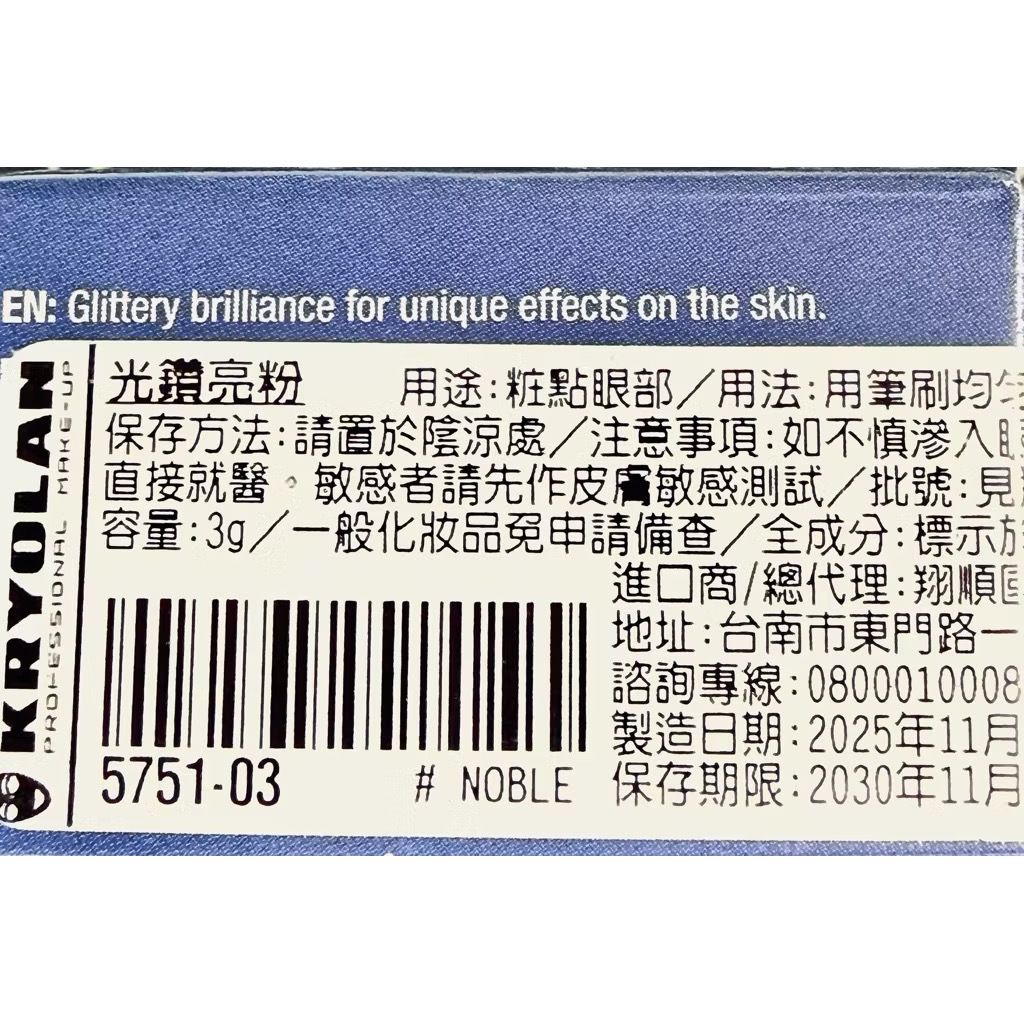 EN: Glittery brilliance for unique effects on the skin.
KRYOLAN
PROFESSIONAL MAKE-UP
光鑽亮粉 用途:粧點眼部／用法:用筆刷均勻
保存方法:請置於陰涼處／注意事項:如不慎滲入
直接就醫。敏感者請先作皮膚敏感測試／批號:見
容量:3g／一般化妝品免申請備查／全成分:標示於
進口商/總代理:翔順
地址:台南市東門路一
諮詢專線:0800010008
製造日期:2025年11月
保存期限:2030年11月
5751-03 # NOBLE